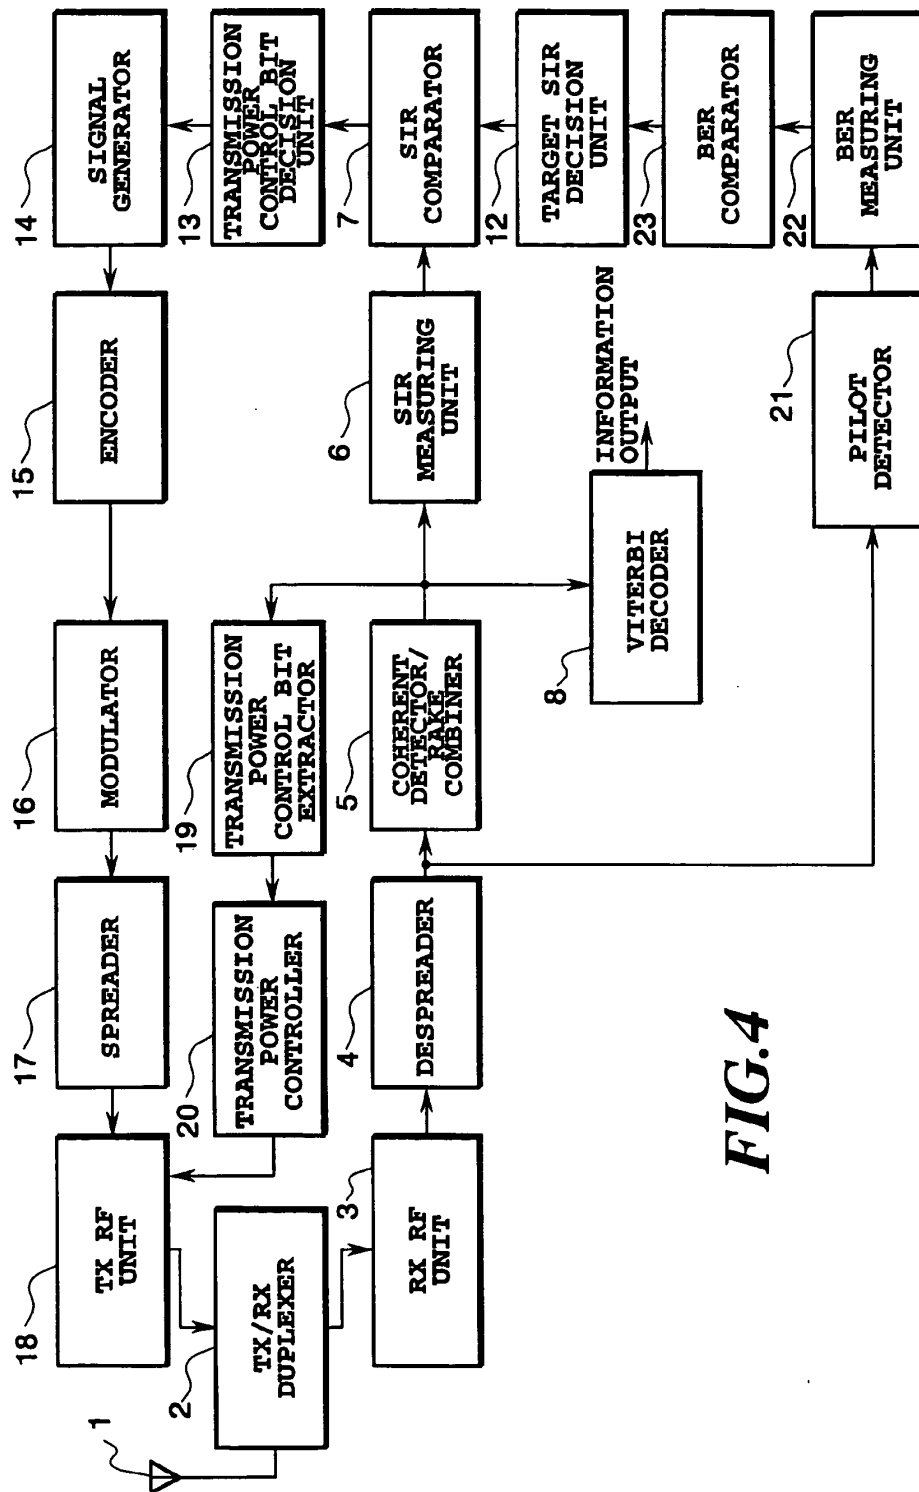 14
SIGNAL
GENERATOR
15
ENCODER
16
MODULATOR
17
SPREADER
18
TX RF
UNIT
13
TRANSMISSION
POWER
CONTROL BIT
DECISION
UNIT
19
TRANSMISSION
POWER
CONTROL BIT
EXTRACTOR
20
TRANSMISSION
POWER
CONTROLLER
1
2
TX/RX
DUPLEXER
7
SIR
COMPARATOR
6
SIR
MEASURING
UNIT
5
COHERENT
DETECTOR/
RAKE
COMBINER
4
DESPREADER
3
RX RF
UNIT
12
TARGET SIR
DECISION
UNIT
INFORMATION
OUTPUT
8
VITERBI
DECODER
23
BER
COMPARATOR
22
BER
MEASURING
UNIT
21
PILOT
DETECTOR
FIG.4